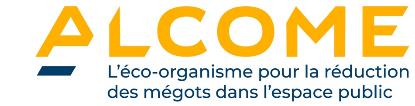 ALCOME
L'éco-organisme pour la réduction
des mégots dans l'espace public